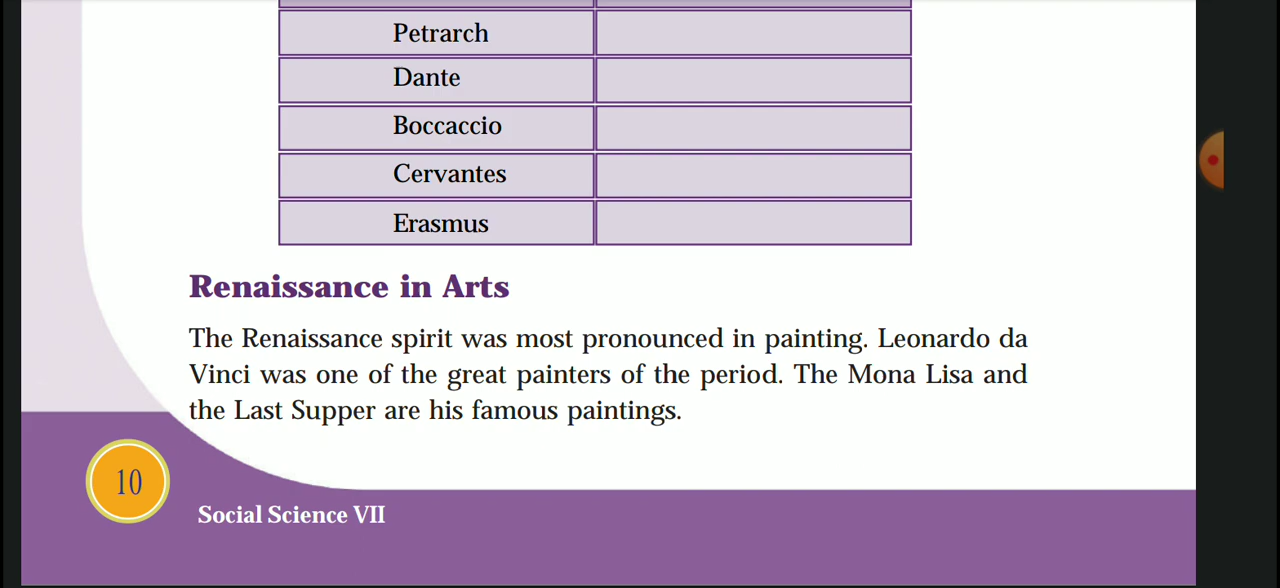 Petrarch
Dante
Boccaccio
Cervantes
Erasmus
Renaissance in Arts
The Renaissance spirit was most pronounced in painting. Leonardo da
Vinci was one of the great painters of the period. The Mona Lisa and
the Last Supper are his famous paintings.
10
Social Science VII